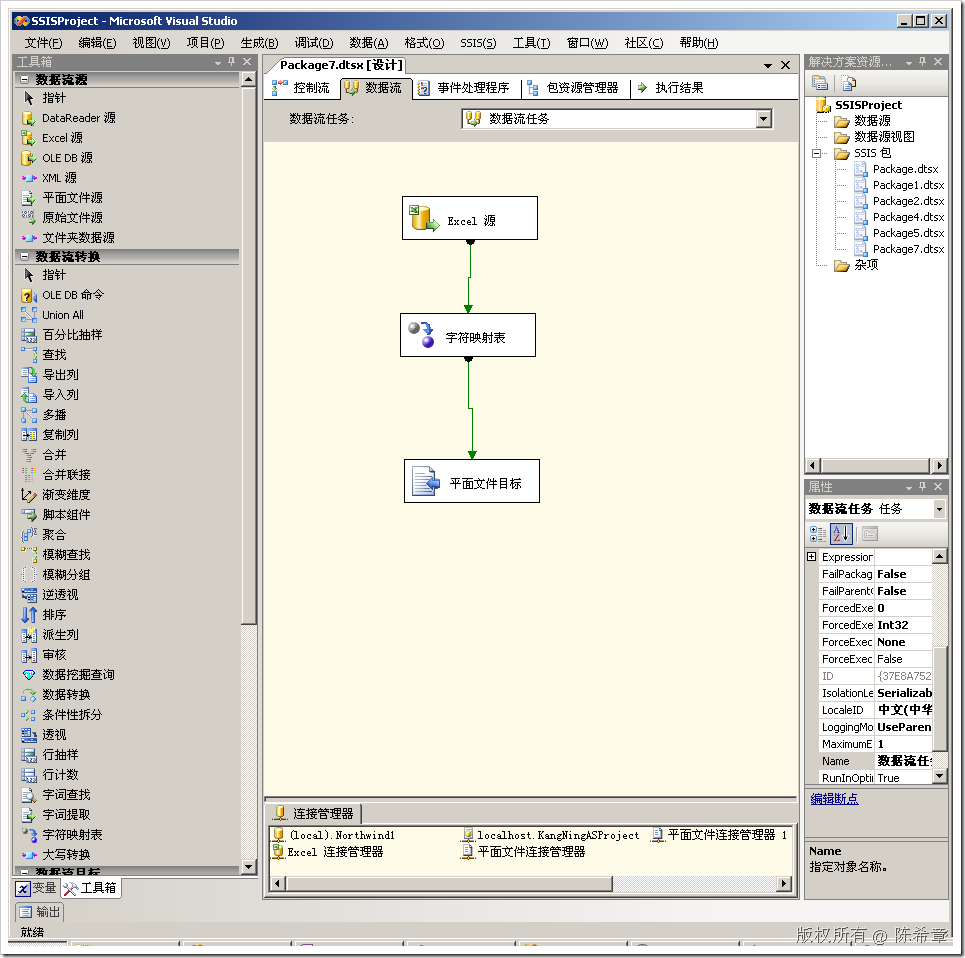 SSISProject - Microsoft Visual Studio
文件(F) 编辑(E) 视图(V) 项目(P) 生成(B) 调试(D) 数据(A) 格式(O) SSIS(S) 工具(T) 窗口(W) 社区(C) 帮助(H)
工具箱
数据流源
指针
DataReader 源
Excel 源
OLE DB 源
XML 源
平面文件源
原始文件源
文件夹数据源
数据流转换
指针
OLE DB 命令
Union All
百分比抽样
查找
导出列
导入列
多播
复制列
合并
合并联接
渐变维度
脚本组件
聚合
模糊查找
模糊分组
逆透视
排序
派生列
审核
数据挖掘查询
数据转换
条件性拆分
透视
行抽样
行计数
字词查找
字词提取
字符映射表
大写转换
数据流目标
变量 工具箱
输出
就绪
Package7.dtsx [设计]
控制流 数据流 事件处理程序 包资源管理器 执行结果
数据流任务: 数据流任务
Excel 源
字符映射表
平面文件目标
连接管理器
(local).Northwind1 localhost.KangNingASProject 平面文件连接管理器 1
Excel 连接管理器 平面文件连接管理器
解决方案资源...
SSISProject
数据源
数据源视图
SSIS 包
Package.dtsx
Package1.dtsx
Package2.dtsx
Package4.dtsx
Package5.dtsx
Package7.dtsx
杂项
属性
数据流任务 任务
Expression
FailPackag False
FailParent False
ForcedExe 0
ForcedExe Int32
ForceExec None
ForceExec False
ID {37E8A752
IsolationLe Serializab
LocaleID 中文(中华
LoggingMo UseParen
MaximumE 1
Name 数据流任务
RunInOpti True
编辑断点
Name
指定对象名称。
版权所有 @ 陈希章